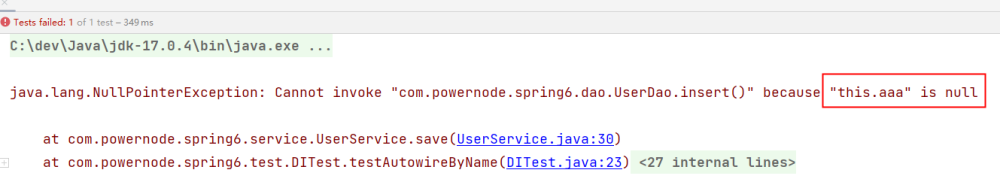 Tests failed: 1 of 1 test – 349 ms
C:\dev\Java\jdk-17.0.4\bin\java.exe ...
java.lang.NullPointerException: Cannot invoke "com.powernode.spring6.dao.UserDao.insert()" because "this.aaa" is null
at com.powernode.spring6.service.UserService.save(UserService.java:30)
at com.powernode.spring6.test.DITest.testAutowireByName(DITest.java:23) <27 internal lines>